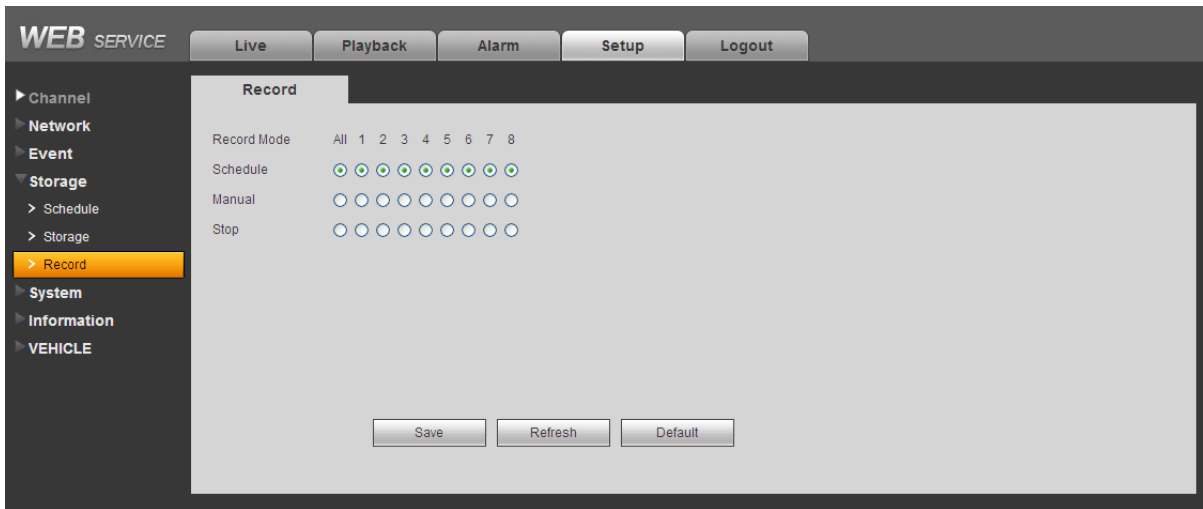 WEB SERVICE
Live Playback Alarm Setup Logout
Channel
Network
Event
Storage
> Schedule
> Storage
> Record
System
Information
VEHICLE
Record
Record Mode All 1 2 3 4 5 6 7 8
Schedule
Manual
Stop
Save Refresh Default